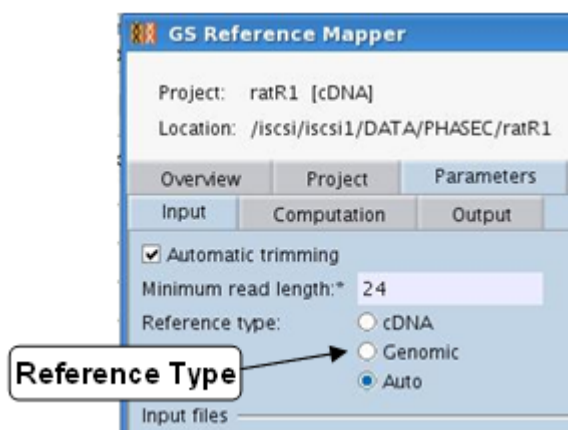 GS Reference Mapper
Project: ratR1 [cDNA]
Location: /iscsi/iscsi1/DATA/PHASEC/ratR1
Overview Project Parameters
Input Computation Output
Automatic trimming
Minimum read length:* 24
Reference type: cDNA
Genomic
Reference Type
Auto
Input files